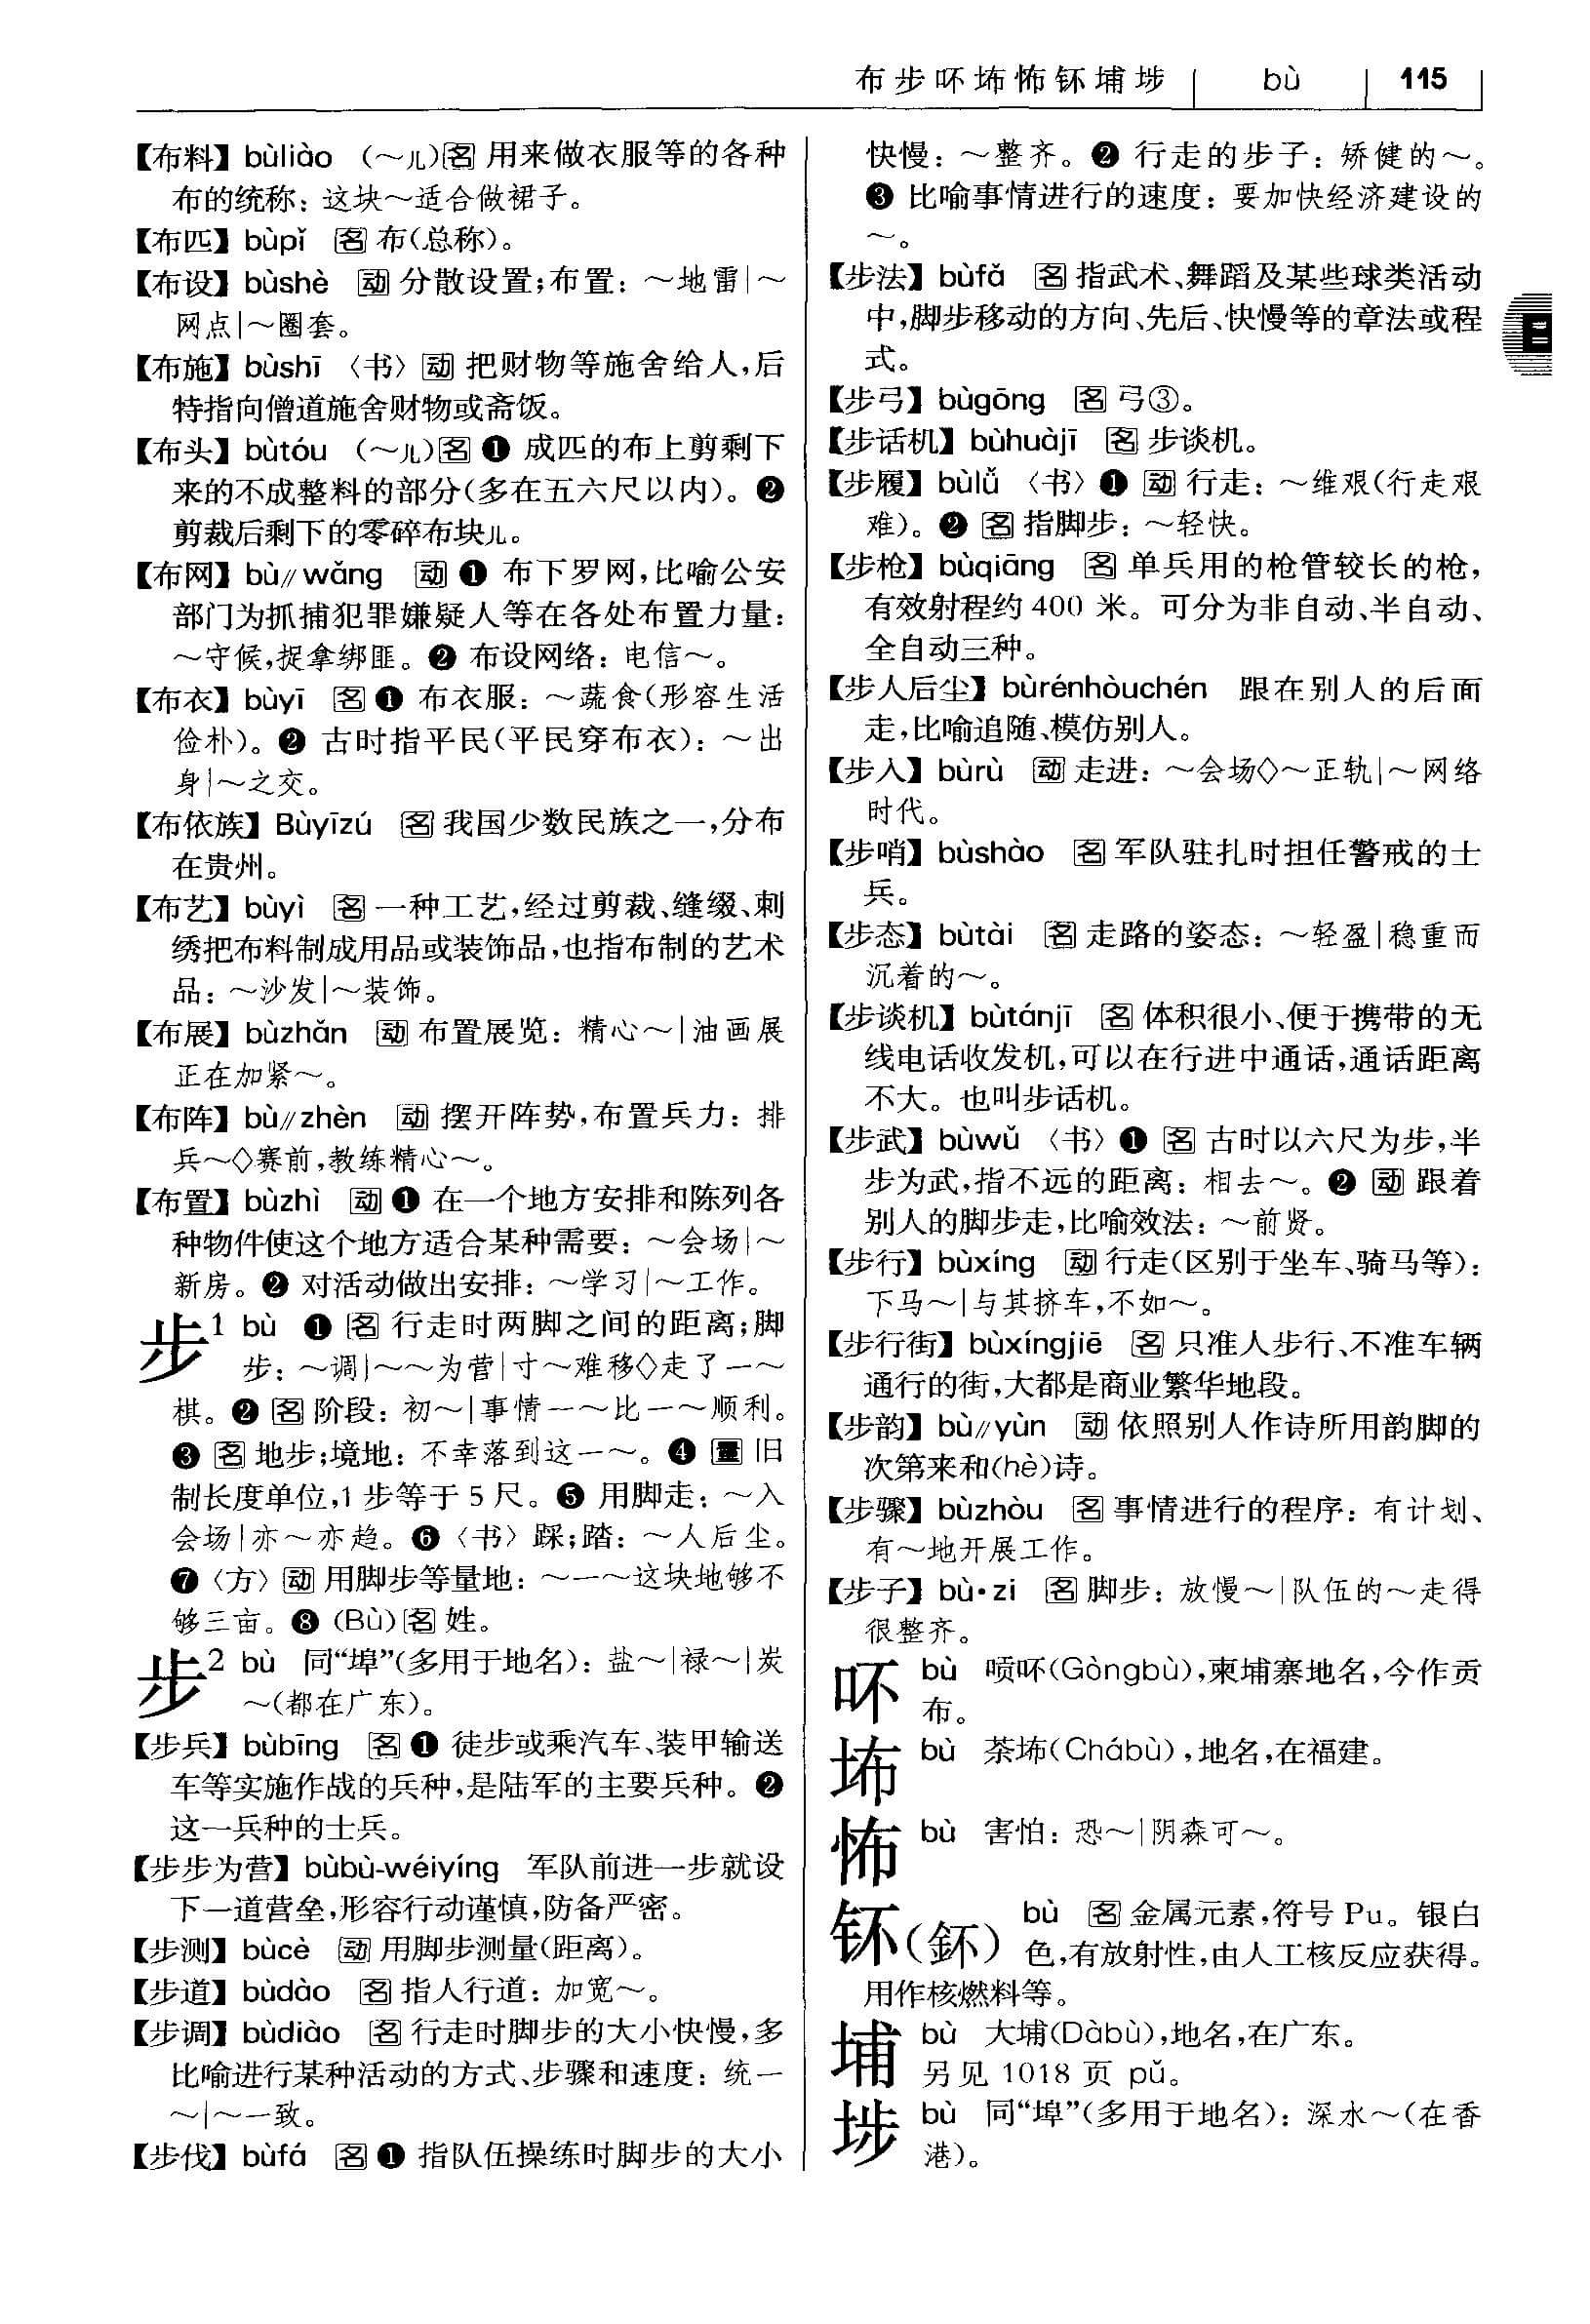 布步吥㘵怖钚埔埗 bù 115
【布料】bùliào （～儿）名 用来做衣服等的各种
布的统称：这块～适合做裙子。
【布匹】bùpǐ 名 布（总称）。
【布设】bùshè 动 分散设置；布置：～地雷|～
网点|～圈套。
【布施】bùshī 〈书〉动 把财物等施舍给人，后
特指向僧道施舍财物或斋饭。
【布头】bùtóu （～儿）名 ❶ 成匹的布上剪剩下
来的不成整料的部分（多在五六尺以内）。❷
剪裁后剩下的零碎布块儿。
【布网】bù//wǎng 动 ❶ 布下罗网，比喻公安
部门为抓捕犯罪嫌疑人等在各处布置力量：
～守候，捉拿绑匪。❷ 布设网络：电信～。
【布衣】bùyī 名 ❶ 布衣服：～蔬食（形容生活
俭朴）。❷ 古时指平民（平民穿布衣）：～出
身|～之交。
【布依族】Bùyīzú 名 我国少数民族之一，分布
在贵州。
【布艺】bùyì 名 一种工艺，经过剪裁、缝缀、刺
绣把布料制成用品或装饰品，也指布制的艺术
品：～沙发|～装饰。
【布展】bùzhǎn 动 布置展览：精心～|油画展
正在加紧～。
【布阵】bù//zhèn 动 摆开阵势，布置兵力：排
兵～◇赛前，教练精心～。
【布置】bùzhì 动 ❶ 在一个地方安排和陈列各
种物件使这个地方适合某种需要：～会场|～
新房。❷ 对活动做出安排：～学习|～工作。
步1 bù ❶ 名 行走时两脚之间的距离；脚
步：～调|～～为营|寸～难移◇走了一～
棋。❷ 名 阶段：初～|事情一～比一～顺利。
❸ 名 地步；境地：不幸落到这一～。❹ 量 旧
制长度单位，1 步等于 5 尺。❺ 用脚走：～入
会场|亦～亦趋。❻〈书〉踩；踏：～人后尘。
❼〈方〉动 用脚步等量地：～一～这块地够不
够三亩。❽ (Bù)名 姓。
步2 bù 同“埠”（多用于地名）：盐～|禄～|炭
～（都在广东）。
【步兵】bùbīng 名 ❶ 徒步或乘汽车、装甲输送
车等实施作战的兵种，是陆军的主要兵种。❷
这一兵种的士兵。
【步步为营】bùbù-wéiyíng 军队前进一步就设
下一道营垒，形容行动谨慎，防备严密。
【步测】bùcè 动 用脚步测量（距离）。
【步道】bùdào 名 指人行道：加宽～。
【步调】bùdiào 名 行走时脚步的大小快慢，多
比喻进行某种活动的方式、步骤和速度：统一
～|～一致。
【步伐】bùfá 名 ❶ 指队伍操练时脚步的大小
快慢：～整齐。❷ 行走的步子：矫健的～。
❸ 比喻事情进行的速度：要加快经济建设的
～。
【步法】bùfǎ 名 指武术、舞蹈及某些球类活动
中，脚步移动的方向、先后、快慢等的章法或程
式。
【步弓】bùgōng 名 弓③。
【步话机】bùhuàjī 名 步谈机。
【步履】bùlǚ 〈书〉❶ 动 行走：～维艰（行走艰
难）。❷ 名 指脚步：～轻快。
【步枪】bùqiāng 名 单兵用的枪管较长的枪，
有效射程约 400 米。可分为非自动、半自动、
全自动三种。
【步人后尘】bùrénhòuchén 跟在别人的后面
走，比喻追随、模仿别人。
【步入】bùrù 动 走进：～会场◇～正轨|～网络
时代。
【步哨】bùshào 名 军队驻扎时担任警戒的士
兵。
【步态】bùtài 名 走路的姿态：～轻盈|稳重而
沉着的～。
【步谈机】bùtánjī 名 体积很小、便于携带的无
线电话收发机，可以在行进中通话，通话距离
不大。也叫步话机。
【步武】bùwǔ 〈书〉❶ 名 古时以六尺为步，半
步为武，指不远的距离：相去～。❷ 动 跟着
别人的脚步走，比喻效法：～前贤。
【步行】bùxíng 动 行走（区别于坐车、骑马等）：
下马～|与其挤车，不如～。
【步行街】bùxíngjiē 名 只准人步行、不准车辆
通行的街，大都是商业繁华地段。
【步韵】bù//yùn 动 依照别人作诗所用韵脚的
次第来和(hè)诗。
【步骤】bùzhòu 名 事情进行的程序：有计划、
有～地开展工作。
【步子】bù·zi 名 脚步：放慢～|队伍的～走得
很整齐。
吥 bù 唝吥(Gòngbù)，柬埔寨地名，今作贡
布。
㘵 bù 茶㘵(Chábù)，地名，在福建。
怖 bù 害怕：恐～|阴森可～。
钚（鈈） bù 名 金属元素，符号 Pu。银白
色，有放射性，由人工核反应获得。
用作核燃料等。
埔 bù 大埔(Dàbù)，地名，在广东。
另见 1018 页 pǔ。
埗 bù 同“埠”（多用于地名）：深水～（在香
港）。